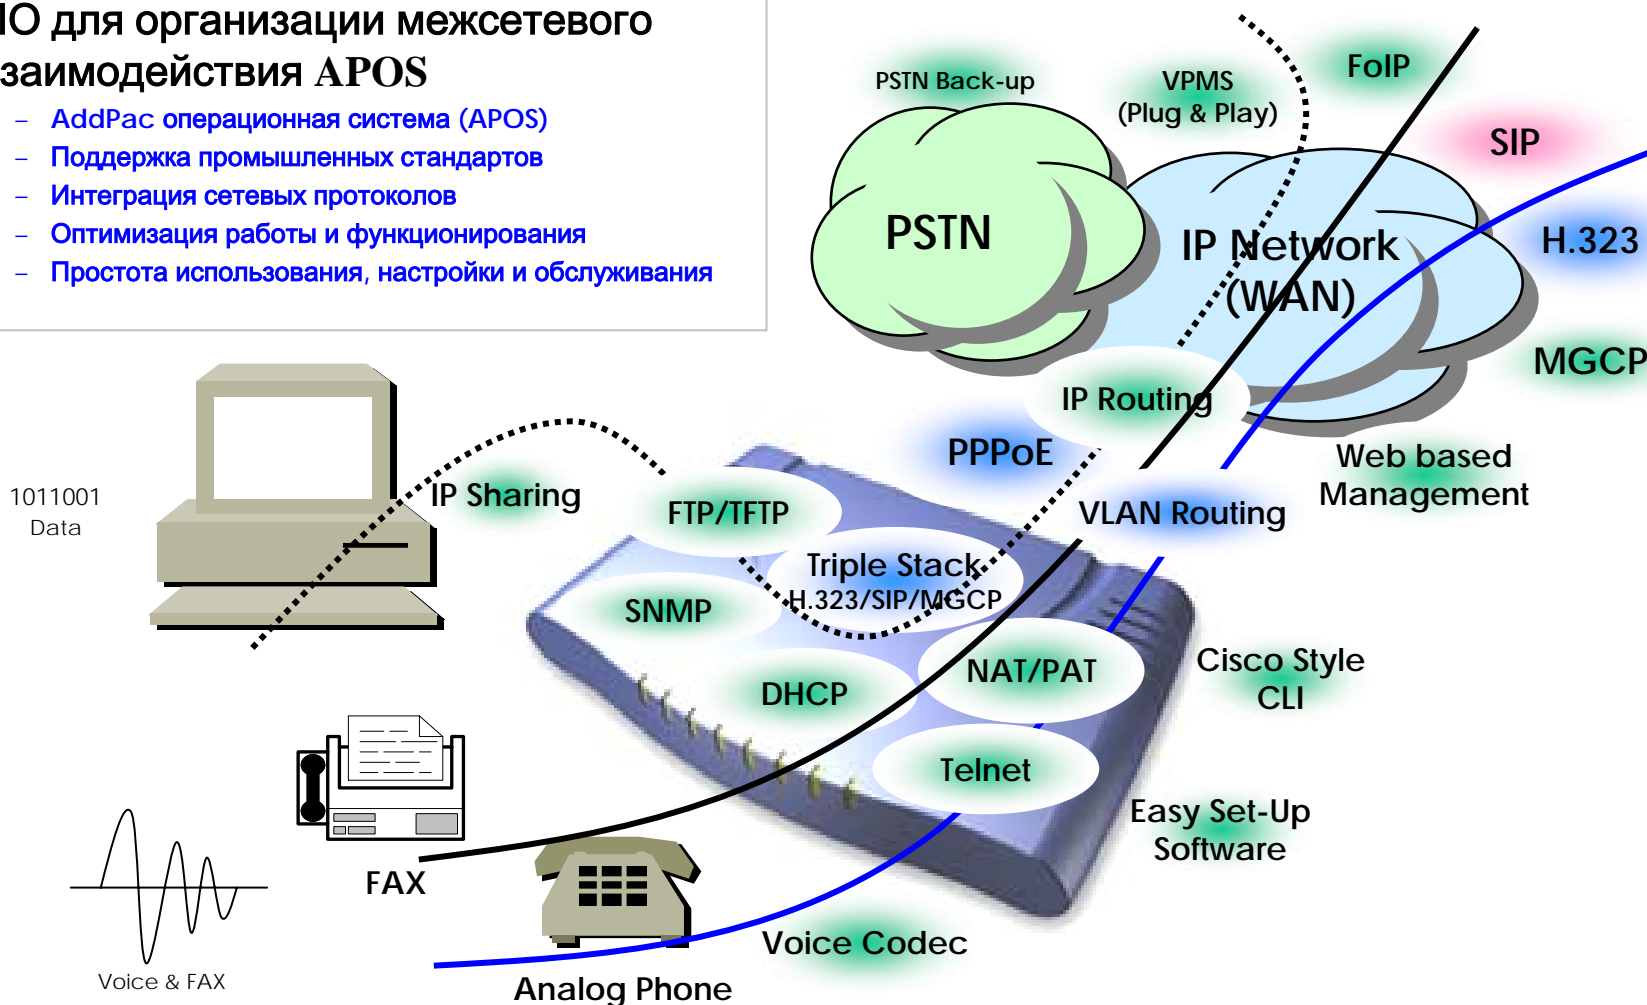 IO для организации межсетевого
заимодействия APOS
– AddPac операционная система (APOS)
– Поддержка промышленных стандартов
– Интеграция сетевых протоколов
– Оптимизация работы и функционирования
– Простота использования, настройки и обслуживания
PSTN Back-up
VPMS
(Plug & Play)
FoIP
SIP
PSTN
IP Network
(WAN)
H.323
MGCP
IP Routing
PPPoE
Web based
Management
1011001
Data
IP Sharing
FTP/TFTP
VLAN Routing
Triple Stack
H.323/SIP/MGCP
SNMP
NAT/PAT
Cisco Style
CLI
DHCP
Telnet
Easy Set-Up
Software
FAX
Voice Codec
Voice & FAX
Analog Phone